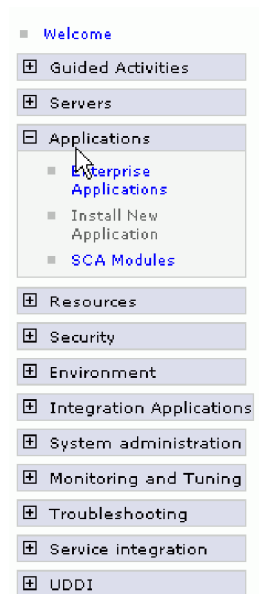 Welcome
Guided Activities
Servers
Applications
Enterprise
Applications
Install New
Application
SCA Modules
Resources
Security
Environment
Integration Applications
System administration
Monitoring and Tuning
Troubleshooting
Service integration
UDDI